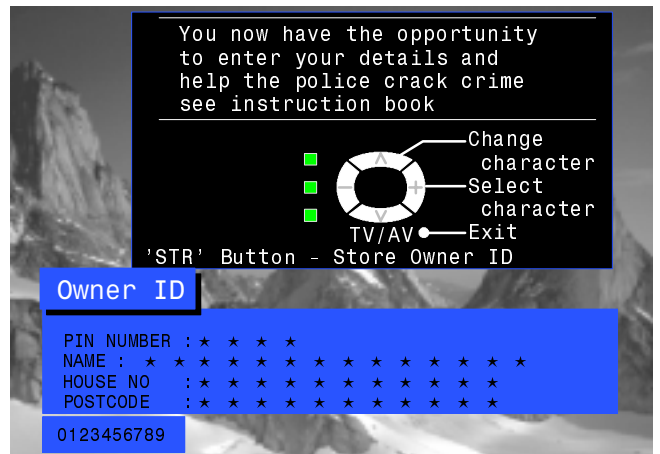 You now have the opportunity
to enter your details and
help the police crack crime
see instruction book
Change
character
Select
character
TV/AV Exit
'STR' Button - Store Owner ID
Owner ID
PIN NUMBER : ★ ★ ★ ★
NAME : ★ ★ ★ ★ ★ ★ ★ ★ ★ ★ ★ ★ ★ ★
HOUSE NO : ★ ★ ★ ★ ★ ★ ★ ★ ★ ★ ★
POSTCODE : ★ ★ ★ ★ ★ ★ ★ ★ ★ ★ ★
0123456789